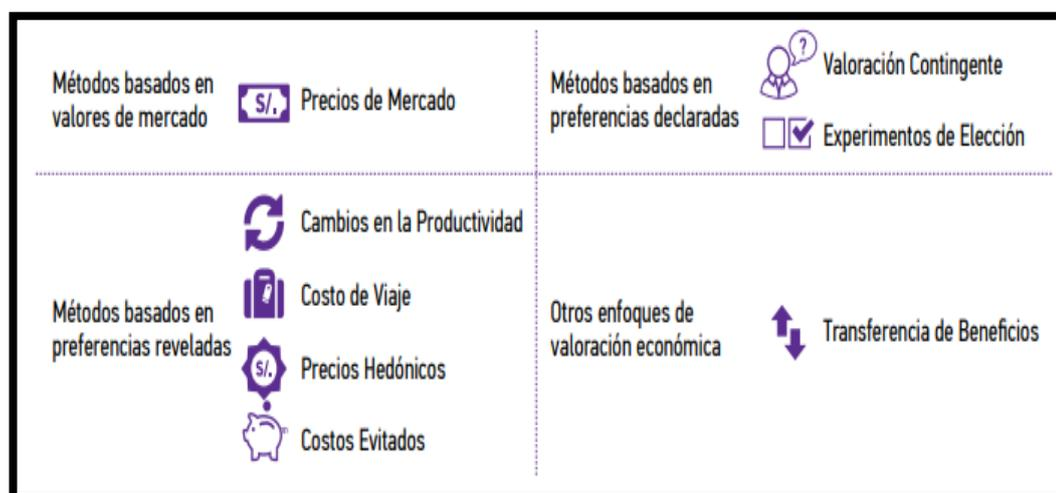 Métodos basados en
valores de mercado
S/.
Precios de Mercado
Métodos basados en
preferencias declaradas
?
Valoración Contingente
Experimentos de Elección
Métodos basados en
preferencias reveladas
Cambios en la Productividad
Costo de Viaje
S/.
Precios Hedónicos
Costos Evitados
Otros enfoques de
valoración económica
Transferencia de Beneficios